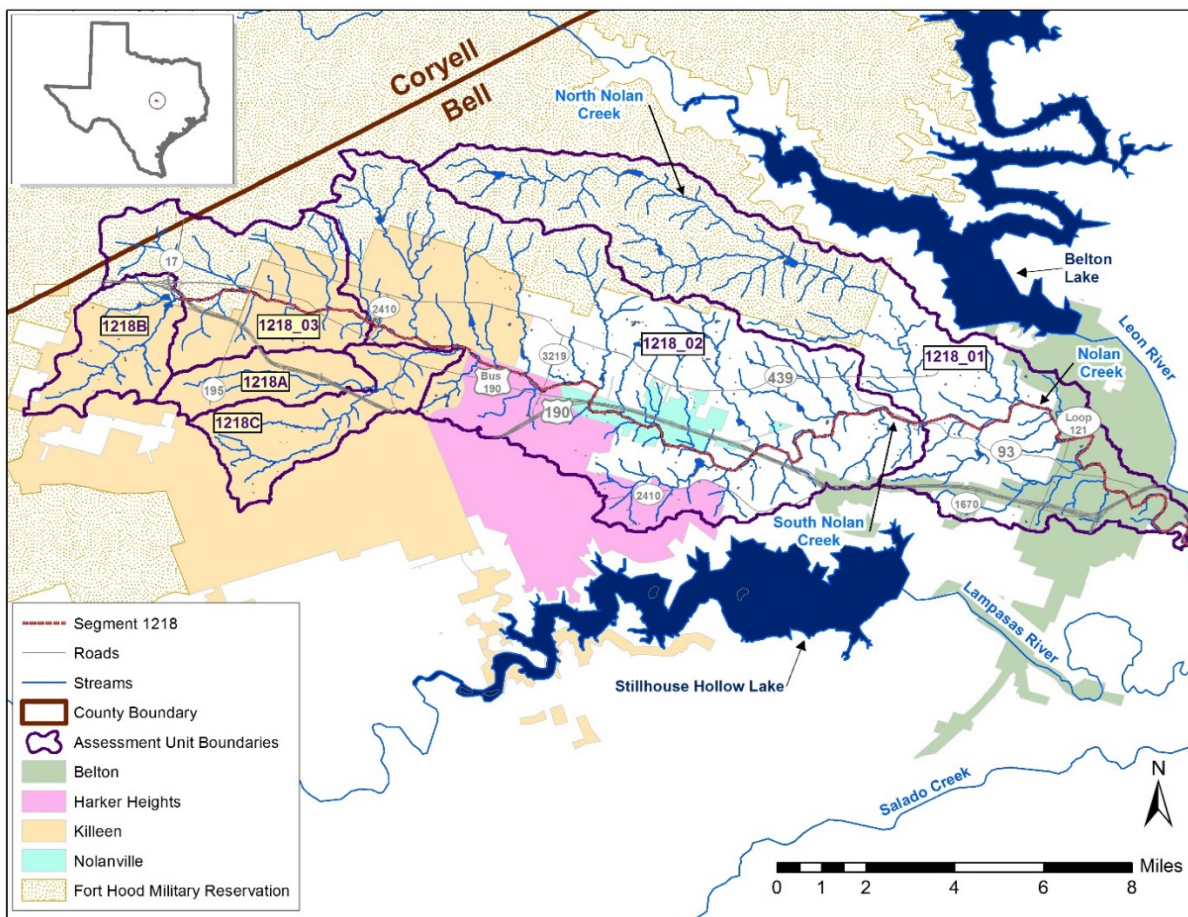 Coryell
Bell
North Nolan
Creek
Belton
Lake
Leon River
17
1218B
1218_03
2410
1218_02
1218_01
3219
439
Nolan
Creek
1218A
195
Bus
190
190
Loop
121
93
1218C
2410
1670
South Nolan
Creek
Lampasas River
Stillhouse Hollow Lake
Salado Creek
N
Segment 1218
Roads
Streams
County Boundary
Assessment Unit Boundaries
Belton
Harker Heights
Killeen
Nolanville
Fort Hood Military Reservation
Miles
0 1 2 4 6 8